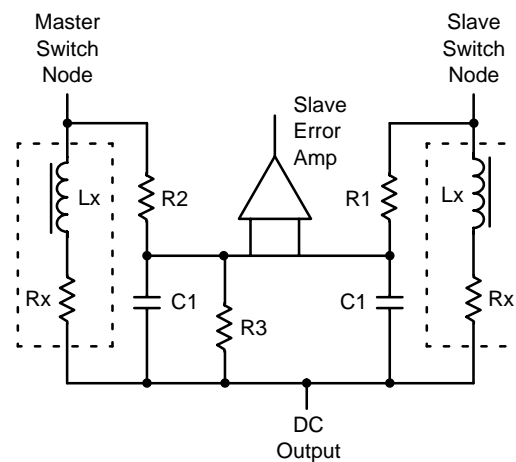 Master
Switch
Node
Slave
Switch
Node
Slave
Error
Amp
Lx
R2
R1
Lx
Rx
C1
R3
C1
Rx
DC
Output